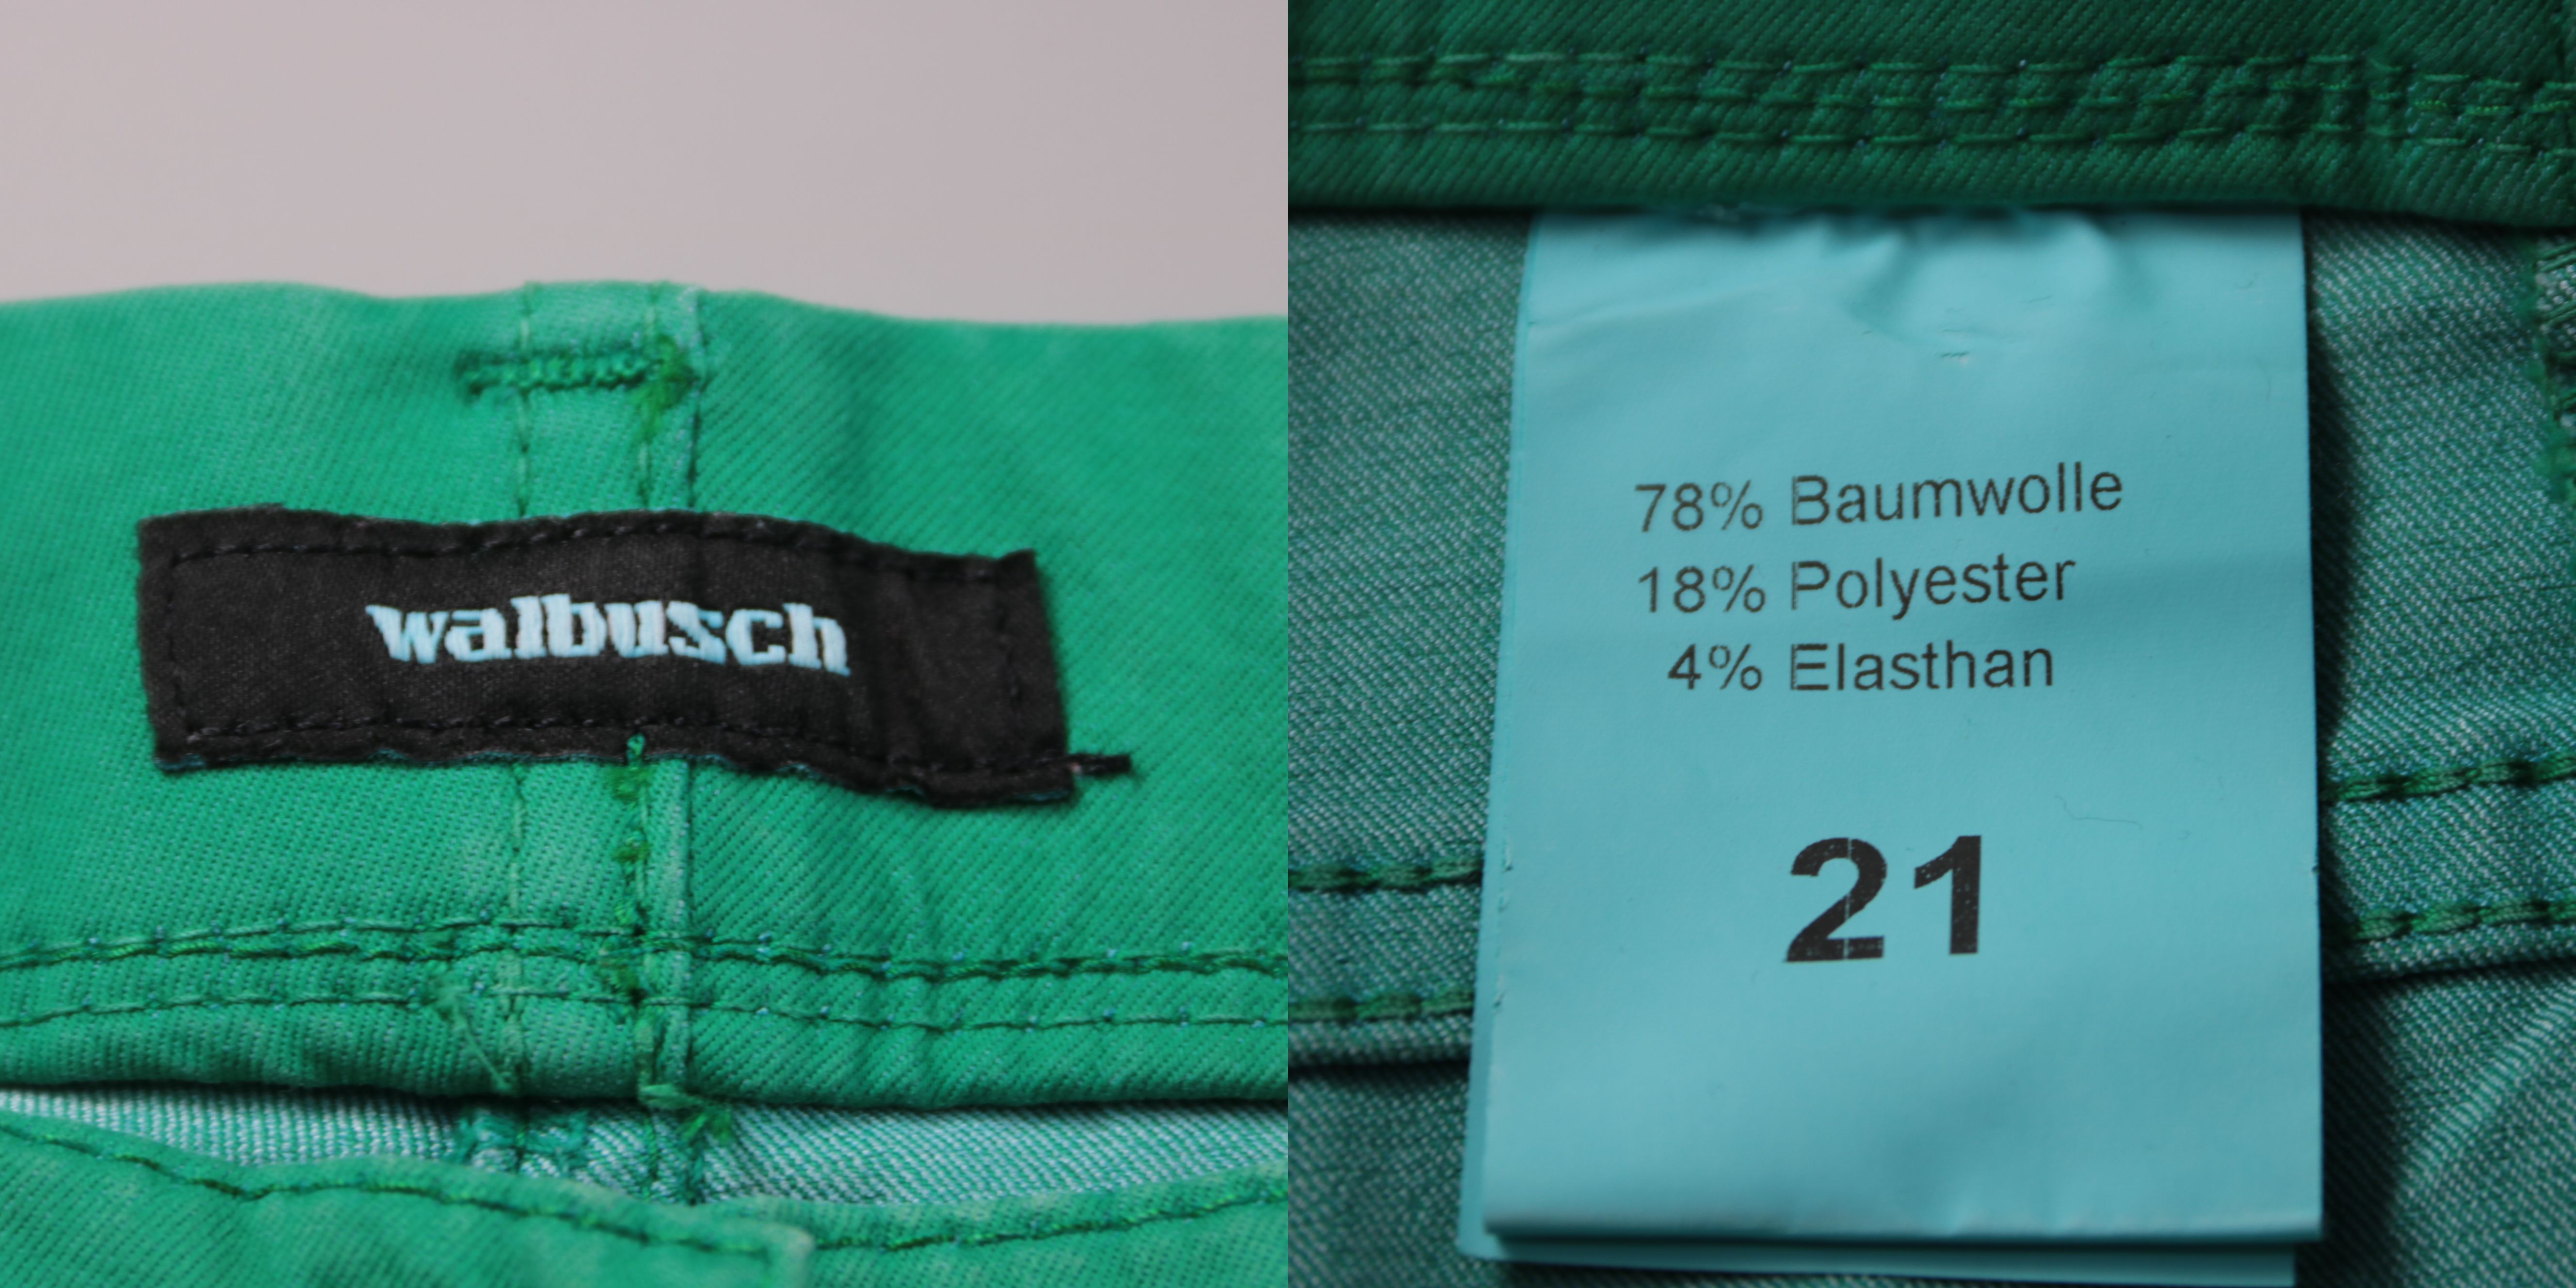 walbusch
78% Baumwolle
18% Polyester
4% Elasthan
21